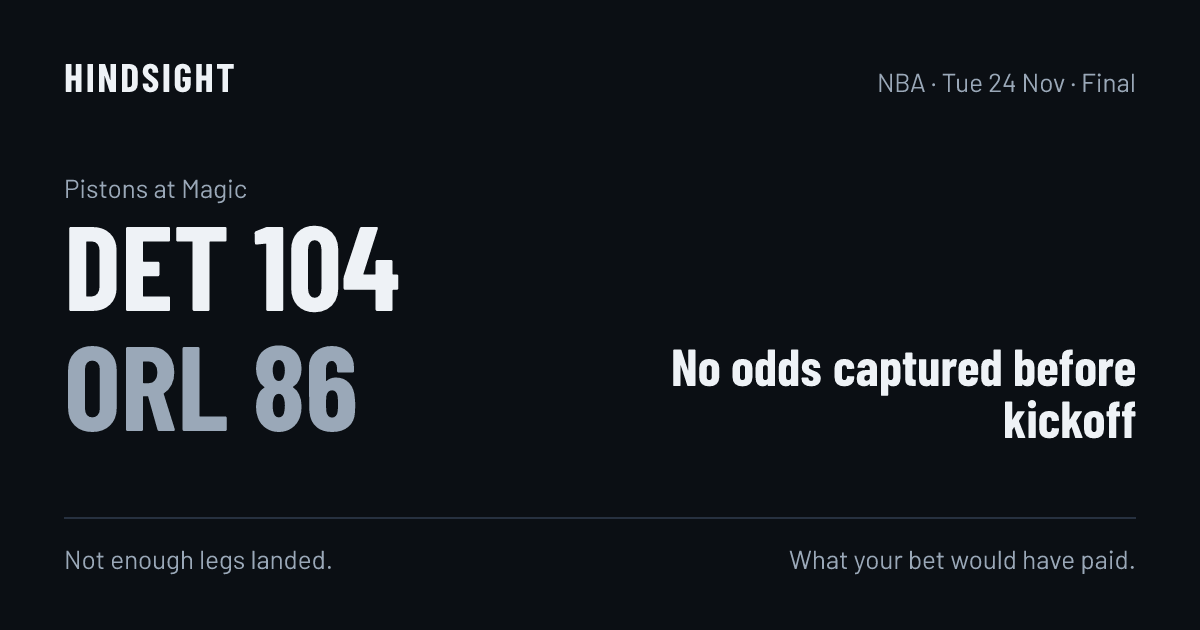 HINDSIGHT
NBA · Tue 24 Nov · Final
Pistons at Magic
DET 104
ORL 86
No odds captured before
kickoff
Not enough legs landed.
What your bet would have paid.